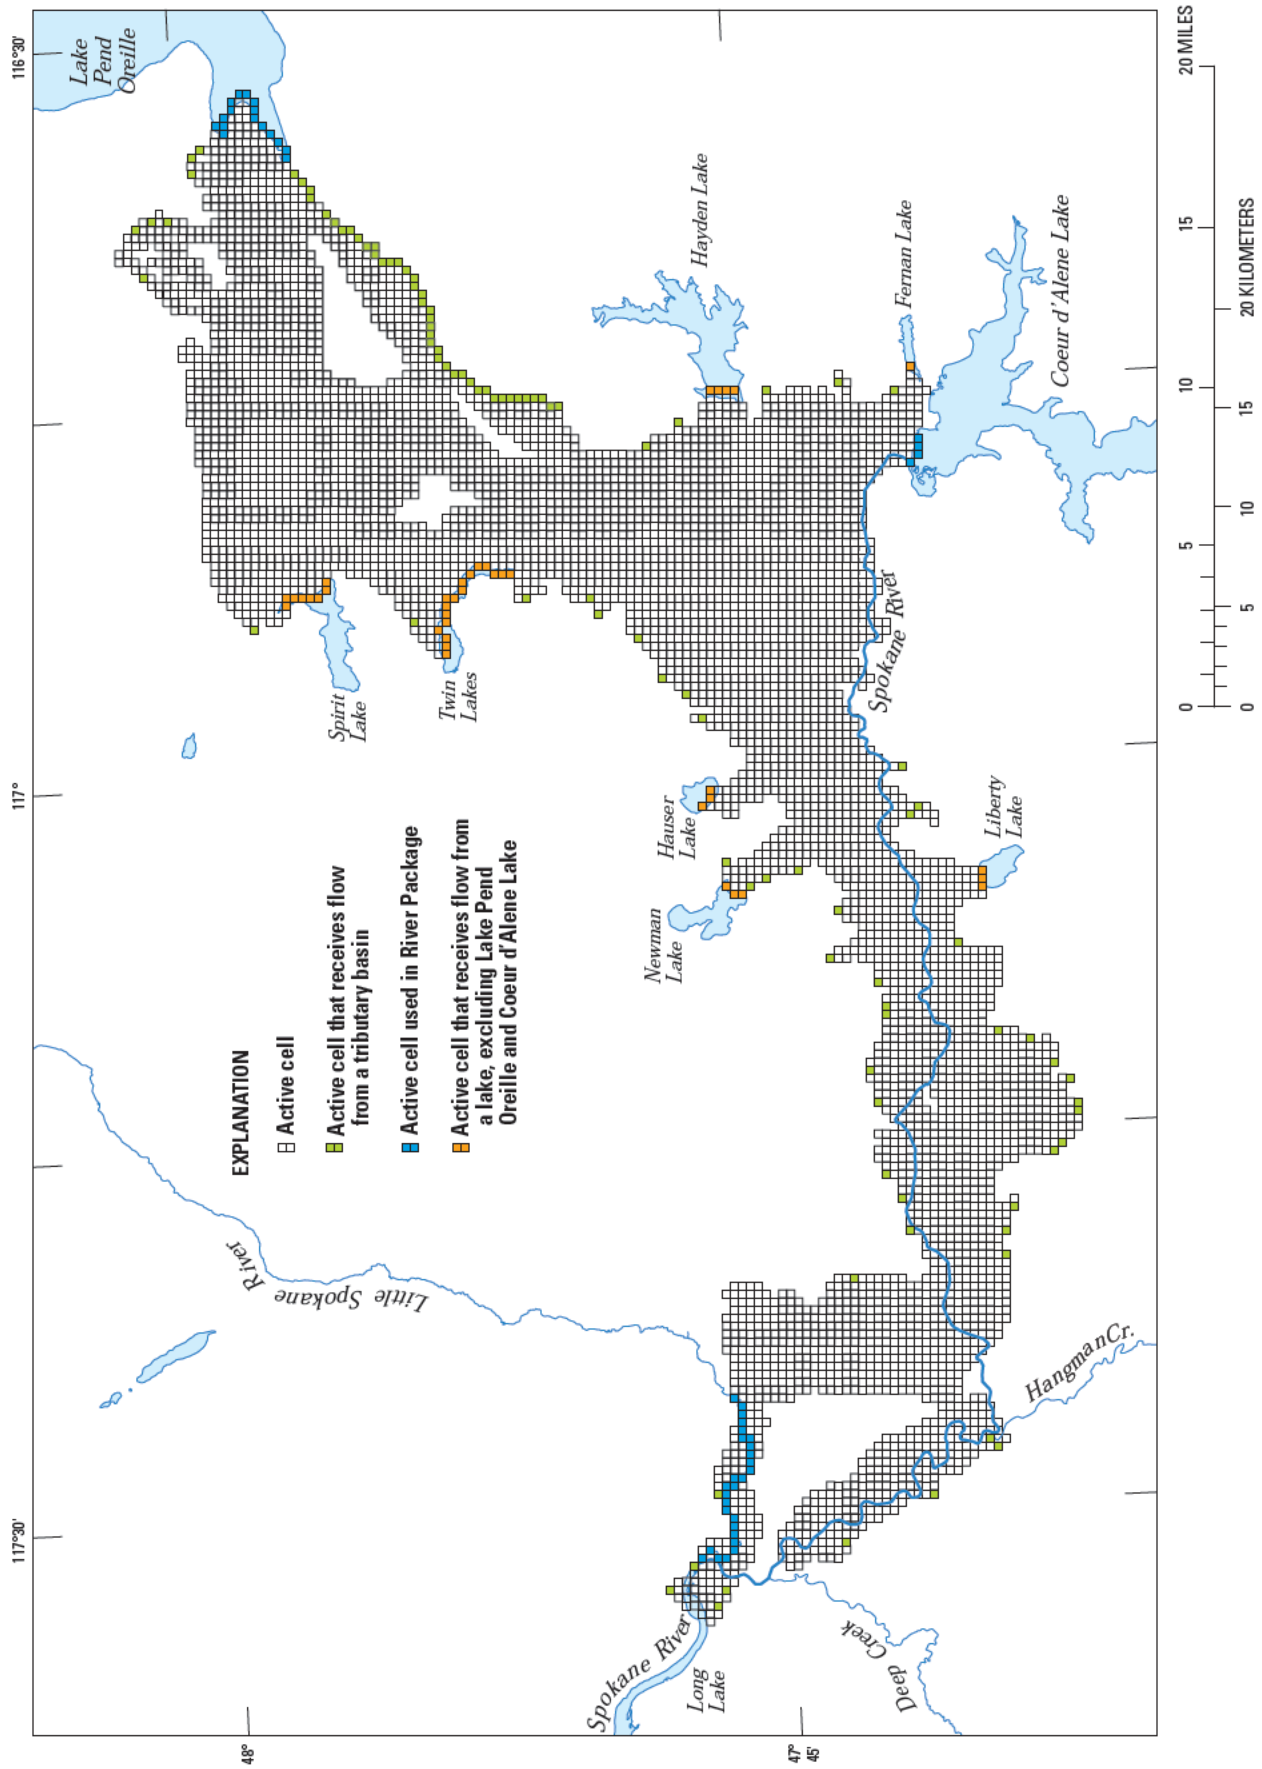 116°30'
117°
117°30'
48°
47°
45'
Lake
Pend
Oreille
Spirit
Lake
Twin
Lakes
Hayden Lake
Fernan Lake
Coeur d'Alene Lake
Spokane River
Hauser
Lake
Newman
Lake
Liberty
Lake
Little Spokane
River
Hangman Cr.
Spokane River
Long
Lake
Deep Creek
EXPLANATION
Active cell
Active cell that receives flow
from a tributary basin
Active cell used in River Package
Active cell that receives flow from
a lake, excluding Lake Pend
Oreille and Coeur d'Alene Lake
0 5 10 15 20 MILES
0 5 10 15 20 KILOMETERS